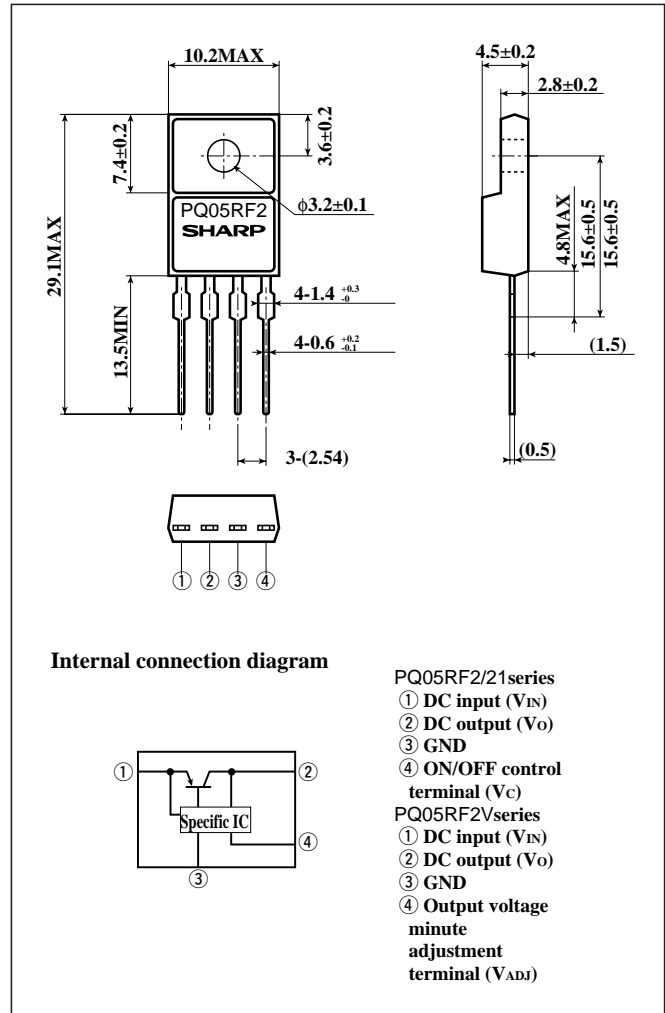 10.2MAX
4.5±0.2
2.8±0.2
7.4±0.2
3.6±0.2
29.1MAX
PQ05RF2
SHARP
ϕ3.2±0.1
4.8MAX
15.6±0.5
15.6±0.5
13.5MIN
4-1.4 +0.3 -0
4-0.6 +0.2 -0.1
(1.5)
3-(2.54)
(0.5)
① ② ③ ④
Internal connection diagram
①
②
Specific IC
④
③
PQ05RF2/21series
① DC input (VIN)
② DC output (VO)
③ GND
④ ON/OFF control
terminal (VC)
PQ05RF2Vseries
① DC input (VIN)
② DC output (VO)
③ GND
④ Output voltage
minute
adjustment
terminal (VADJ)